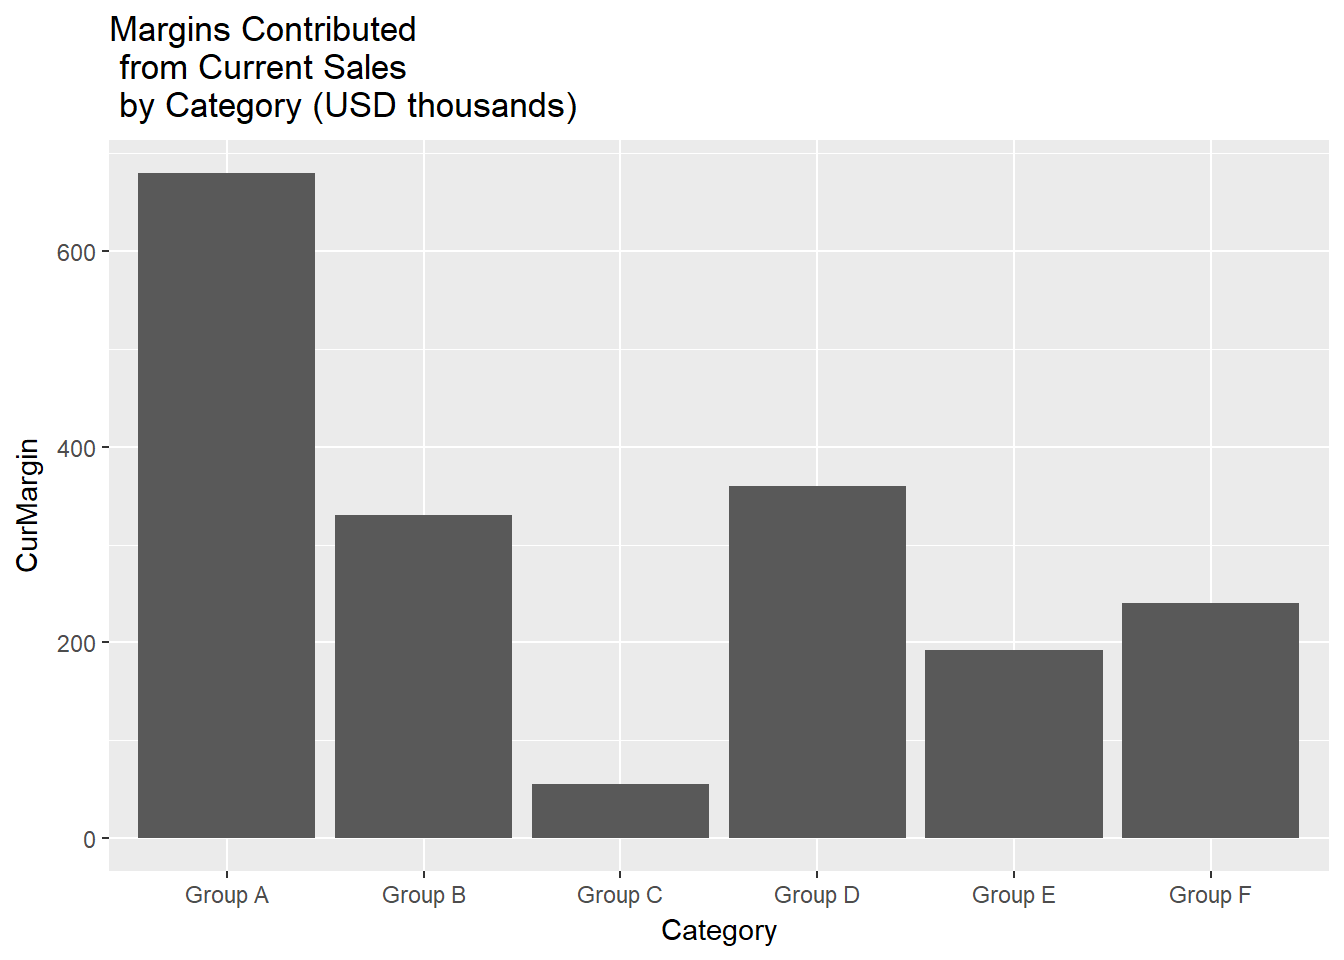 Margins Contributed
from Current Sales
by Category (USD thousands)
CurMargin
600
400
200
0
Group A
Group B
Group C
Group D
Group E
Group F
Category